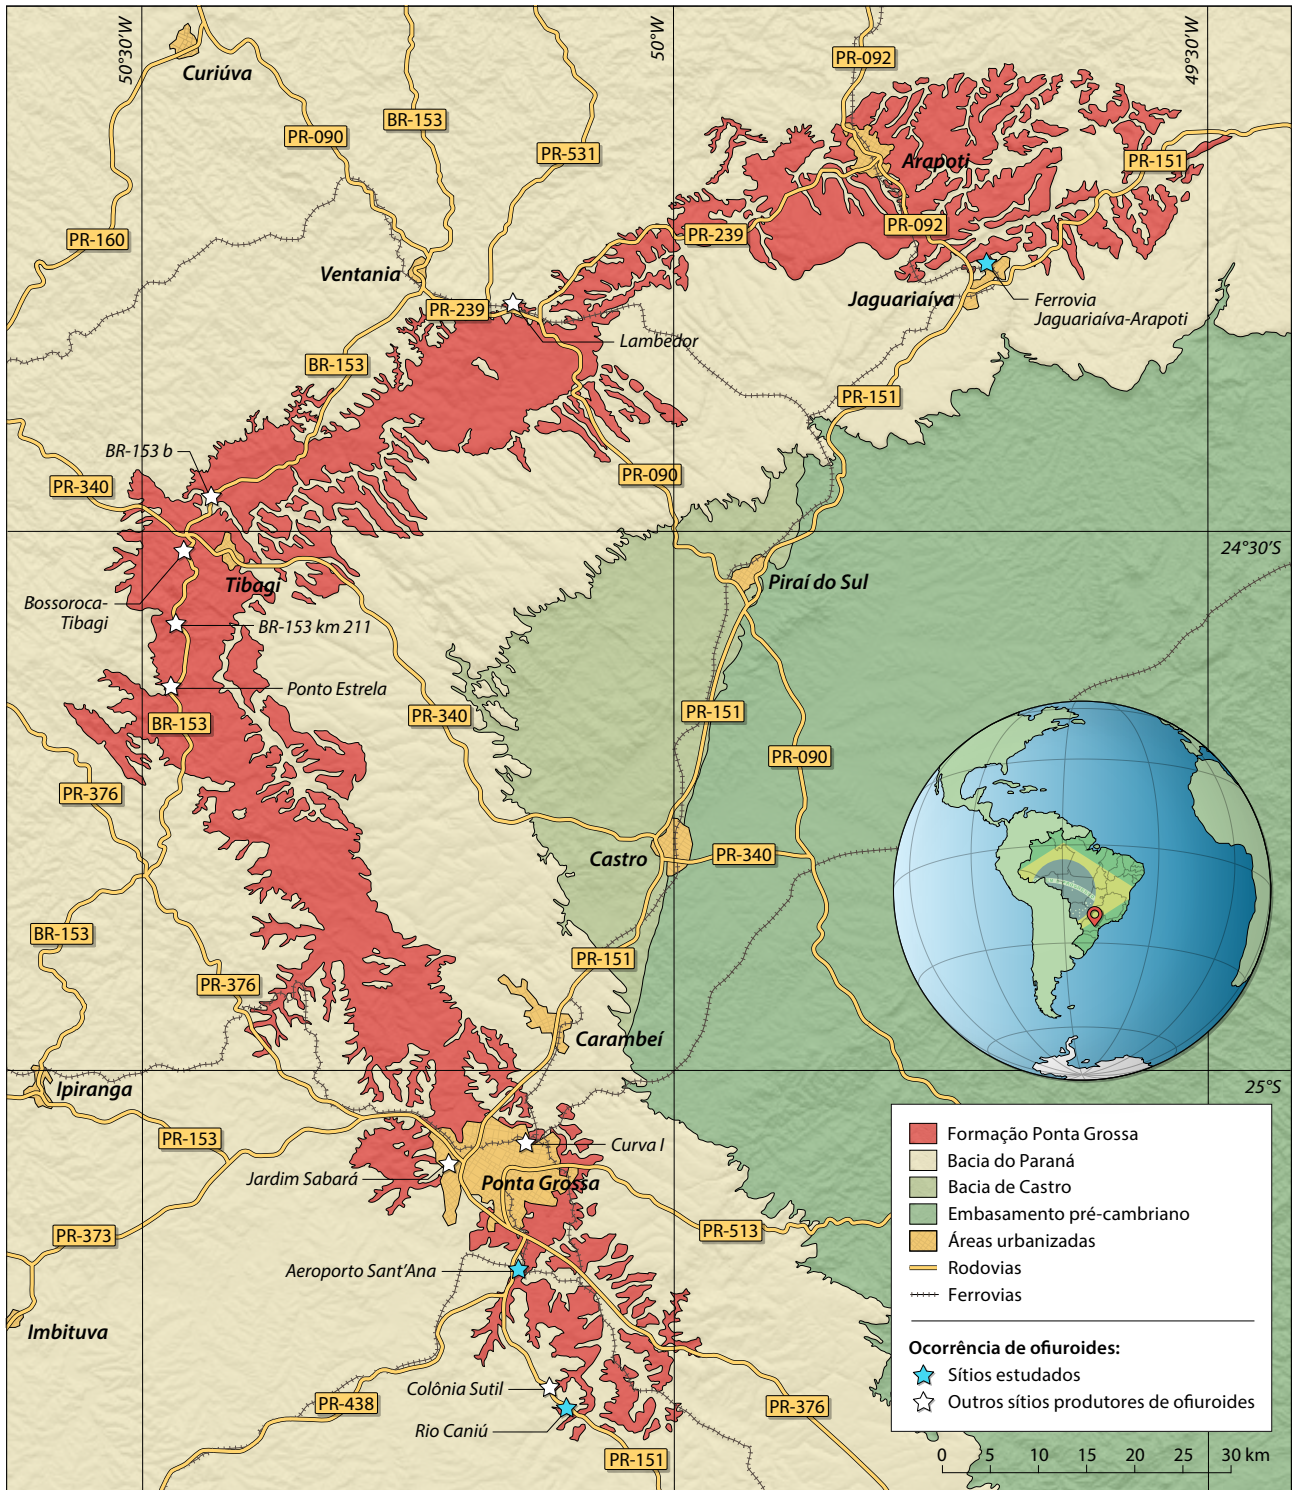 50°30'W
50°W
49°30'W
Curiúva
PR-092
PR-090
BR-153
PR-531
Arapoti
PR-151
PR-160
PR-239
PR-092
Ventania
Jaguariaíva
Ferrovia
Jaguariaíva-Arapoti
PR-239
Lambedor
BR-153
PR-151
BR-153 b
PR-340
PR-090
24°30'S
Tibagi
Piraí do Sul
Bossoroca-
Tibagi
BR-153 km 211
Ponto Estrela
BR-153
PR-340
PR-151
PR-090
PR-376
Castro
PR-340
BR-153
PR-151
PR-376
Carambeí
Ipiranga
25°S
PR-153
Curva I
Jardim Sabará
Ponta Grossa
PR-373
PR-513
Aeroporto Sant'Ana
Imbituva
Colônia Sutil
PR-438
Rio Caniú
PR-376
PR-151
Formação Ponta Grossa
Bacia do Paraná
Bacia de Castro
Embasamento pré-cambriano
Áreas urbanizadas
Rodovias
Ferrovias
Ocorrência de ofiuroides:
Sítios estudados
Outros sítios produtores de ofiuroides
0 5 10 15 20 25 30 km